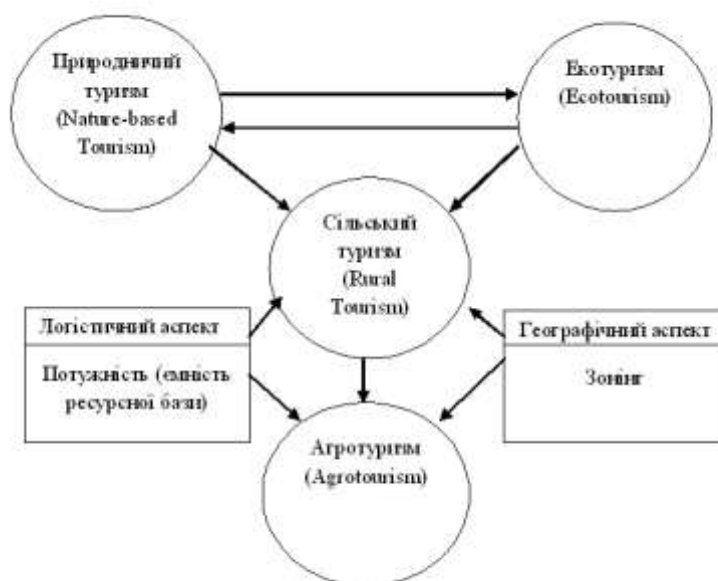 Природничий
туризм
(Nature-based
Tourism)
Екотуризм
(Ecotourism)
Сільський
туризм
(Rural
Tourism)
Логістичний аспект
Потужність (ємність
ресурсної бази)
Географічний аспект
Зонінг
Агротуризм
(Agrotourism)